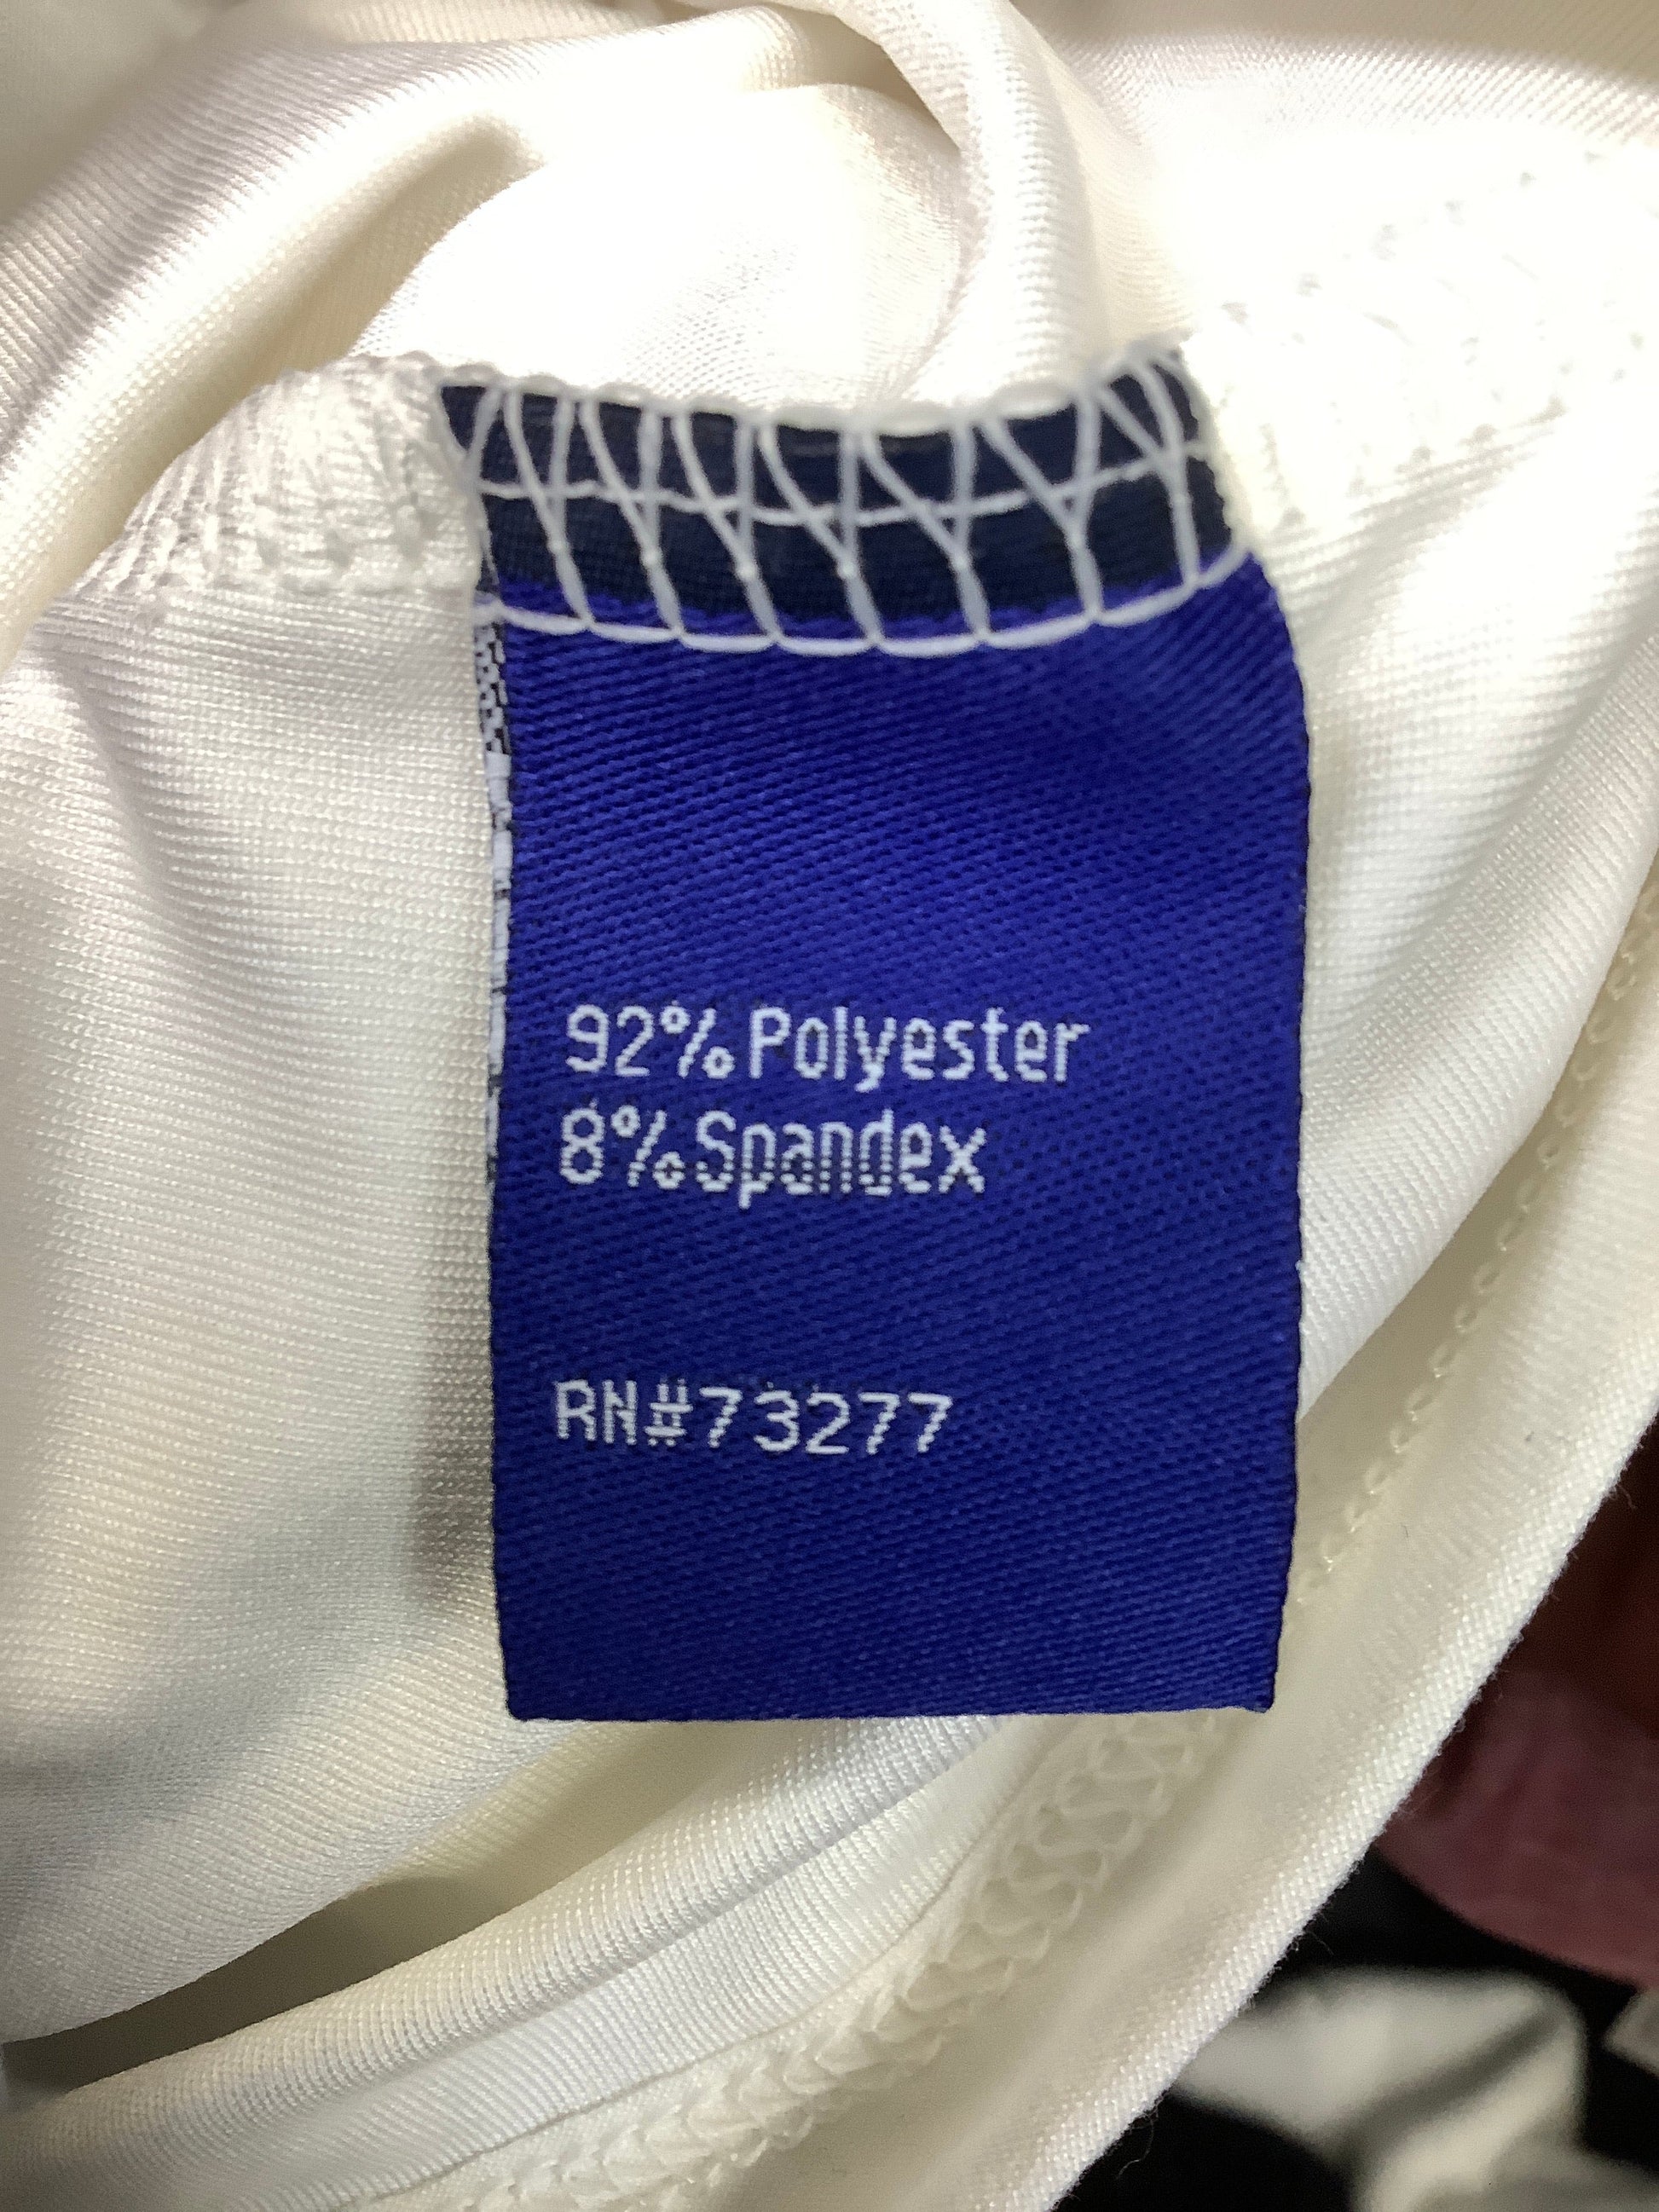 92% Polyester
8% Spandex
RN#73277